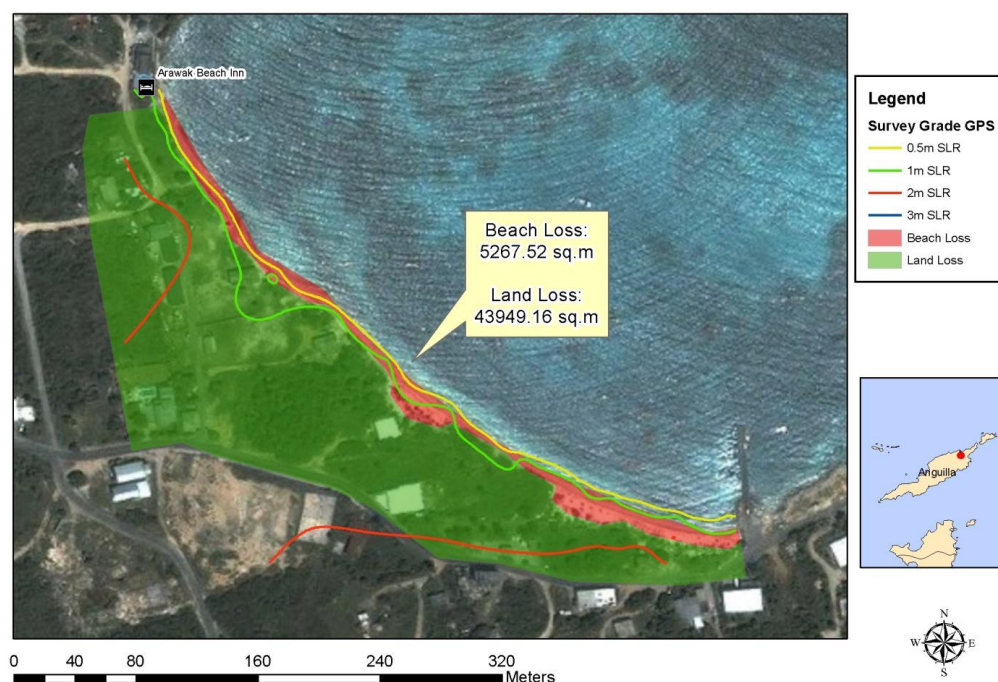 Arawak Beach Inn
Beach Loss:
5267.52 sq.m
Land Loss:
43949.16 sq.m
Legend
Survey Grade GPS
0.5m SLR
1m SLR
2m SLR
3m SLR
Beach Loss
Land Loss
Anguilla
N
W E
S
0 40 80 160 240 320
Meters